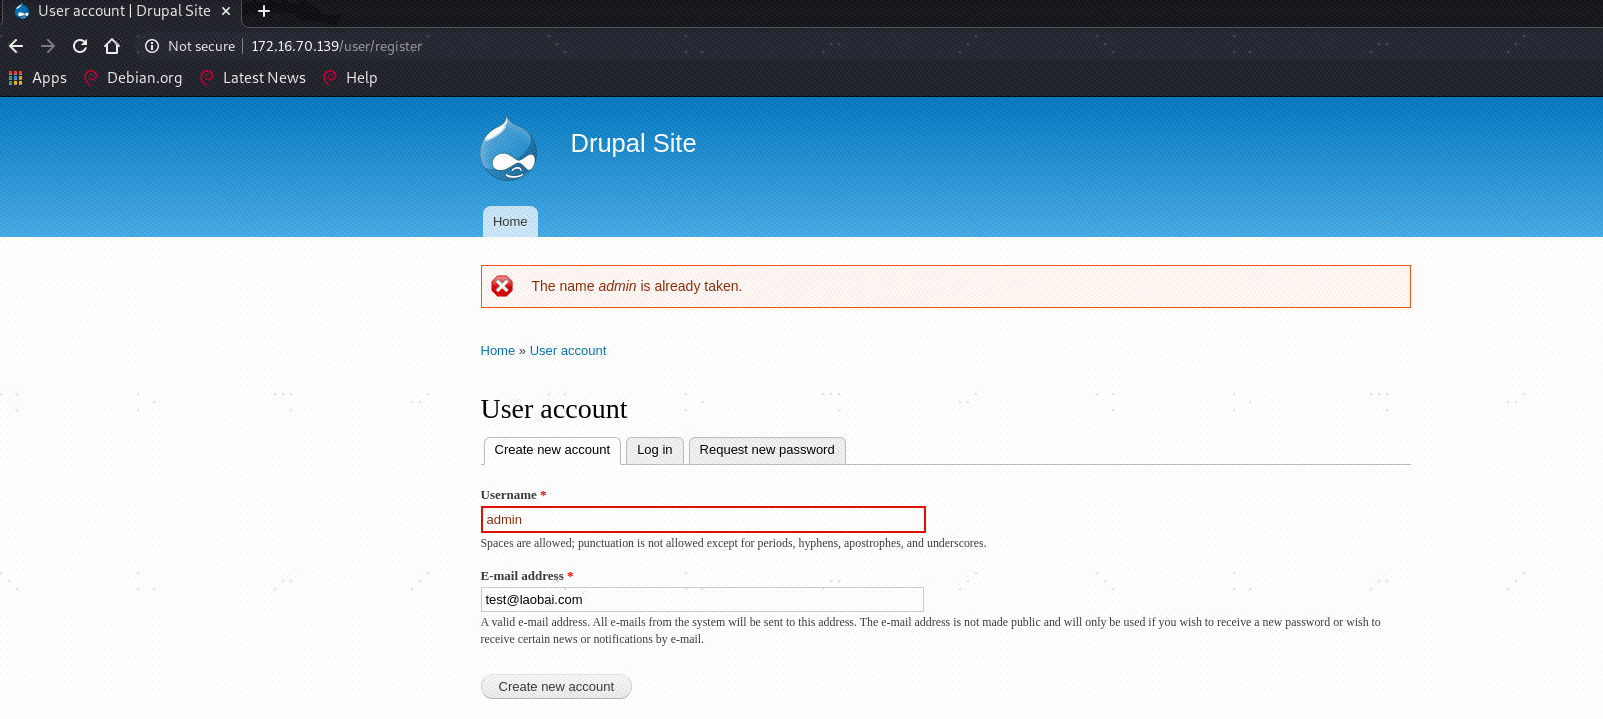 User account | Drupal Site
Not secure 172.16.70.139/user/register
Apps Debian.org Latest News Help
Drupal Site
Home
The name admin is already taken.
Home » User account
User account
Create new account Log in Request new password
Username *
admin
Spaces are allowed; punctuation is not allowed except for periods, hyphens, apostrophes, and underscores.
E-mail address *
test@laobai.com
A valid e-mail address. All e-mails from the system will be sent to this address. The e-mail address is not made public and will only be used if you wish to receive a new password or wish to
receive certain news or notifications by e-mail.
Create new account